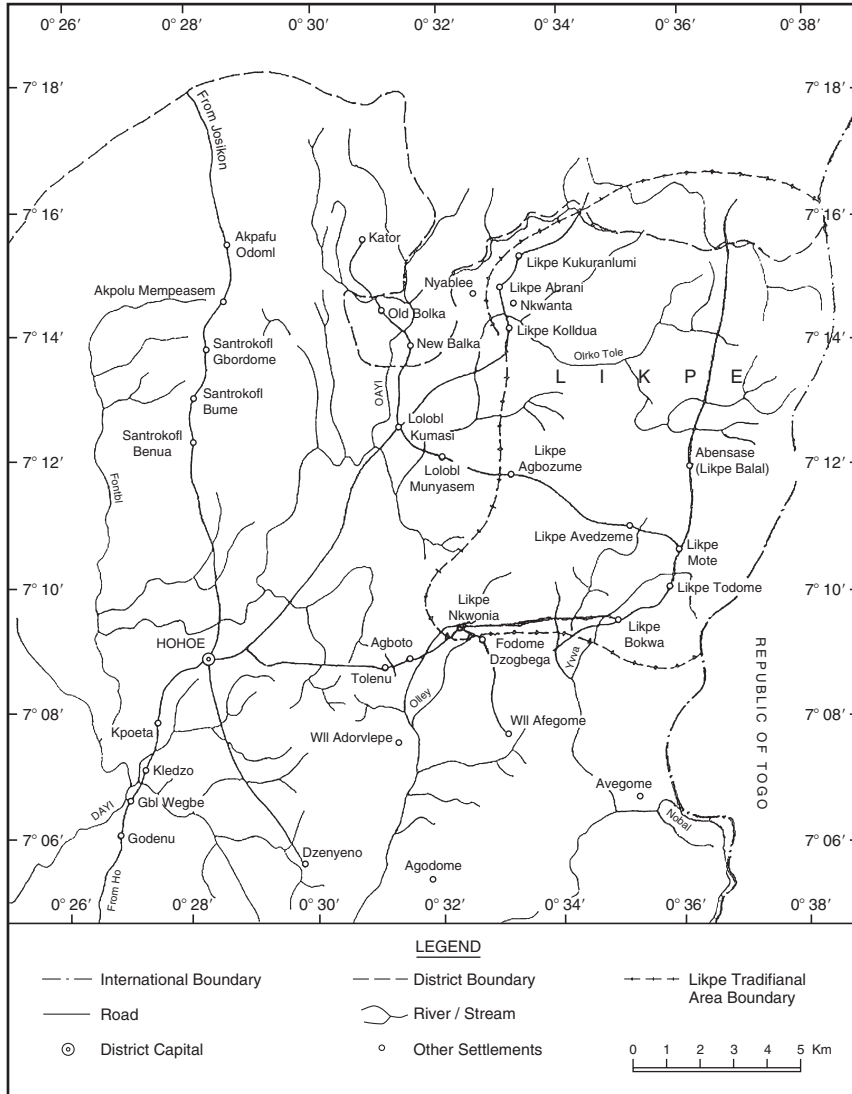 0° 26′ 0° 28′ 0° 30′ 0° 32′ 0° 34′ 0° 36′ 0° 38′
7° 18′ 7° 18′
From Josikon
7° 16′ 7° 16′
Akpafu
Odoml
Kator
Likpe Kukuranlumi
Nyablee
Likpe Abrani
Akpolu Mempeasem
Nkwanta
Old Bolka
Likpe Kolldua
7° 14′ 7° 14′
Santrokofl
Gbordome
New Balka
Olrko Tole
L I K P E
Santrokofl
Bume
OAYI
Lolobl
Kumasi
Santrokofl
Benua
Likpe
Agbozume
Abensase
(Likpe Balal)
7° 12′ 7° 12′
Lolobl
Munyasem
Fontbl
Likpe Avedzeme
Likpe
Mote
7° 10′ 7° 10′
Likpe Todome
Likpe
Nkwonia
HOHOE
Agboto
Fodome
Dzogbega
Likpe
Bokwa
Yvva
Tolenu
Olley
REPUBLIC OF TOGO
7° 08′ 7° 08′
Kpoeta
Wll Afegome
Wll Adorvlepe
Kledzo
Avegome
DAYI
Gbl Wegbe
Nobal
7° 06′ 7° 06′
Godenu
Dzenyeno
Agodome
From Ho
0° 26′ 0° 28′ 0° 30′ 0° 32′ 0° 34′ 0° 36′ 0° 38′
LEGEND
International Boundary
District Boundary
Likpe Tradifianal
Area Boundary
Road
River / Stream
District Capital
Other Settlements
0 1 2 3 4 5 Km